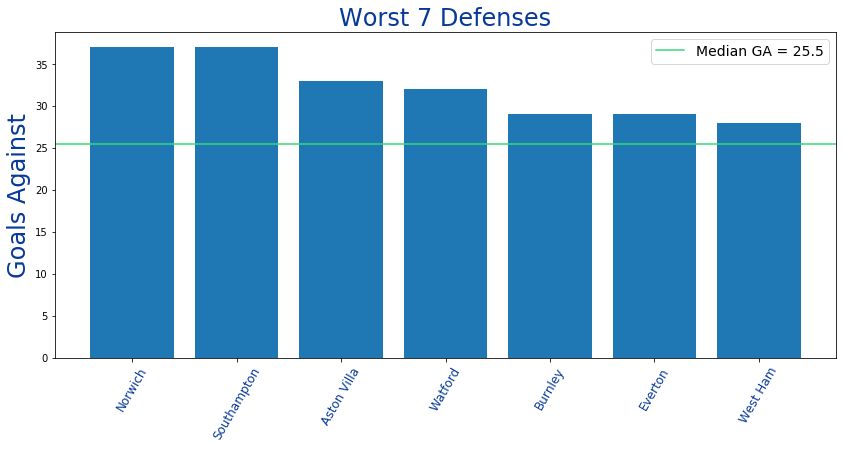 Worst 7 Defenses
Median GA = 25.5
Goals Against
35
30
25
20
15
10
5
0
Norwich
Southampton
Aston Villa
Watford
Burnley
Everton
West Ham